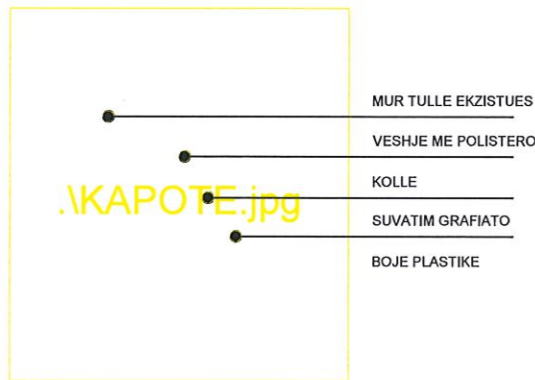 MUR TULLE EKZISTUES
VESHJE ME POLISTERO
KOLLE
.\KAPOTE.jpg
SUVATIM GRAFIATO
BOJE PLASTIKE